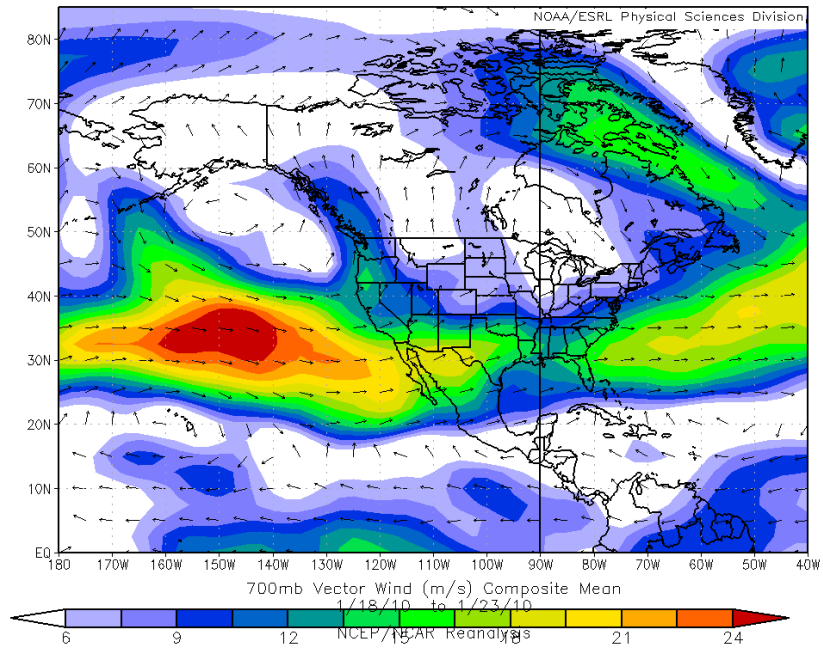 NOAA/ESRL Physical Sciences Division
80N
70N
60N
50N
40N
30N
20N
10N
EQ
180 170W 160W 150W 140W 130W 120W 110W 100W 90W 80W 70W 60W 50W 40W
700mb Vector Wind (m/s) Composite Mean
1/18/10 to 1/23/10
NCEP/NCAR Reanalysis
6 9 12 15 18 21 24